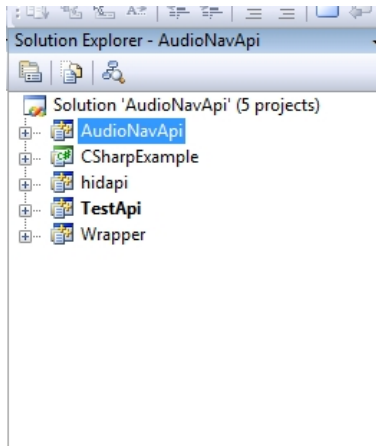 Solution Explorer - AudioNavApi
Solution 'AudioNavApi' (5 projects)
AudioNavApi
CSharpExample
hidapi
TestApi
Wrapper